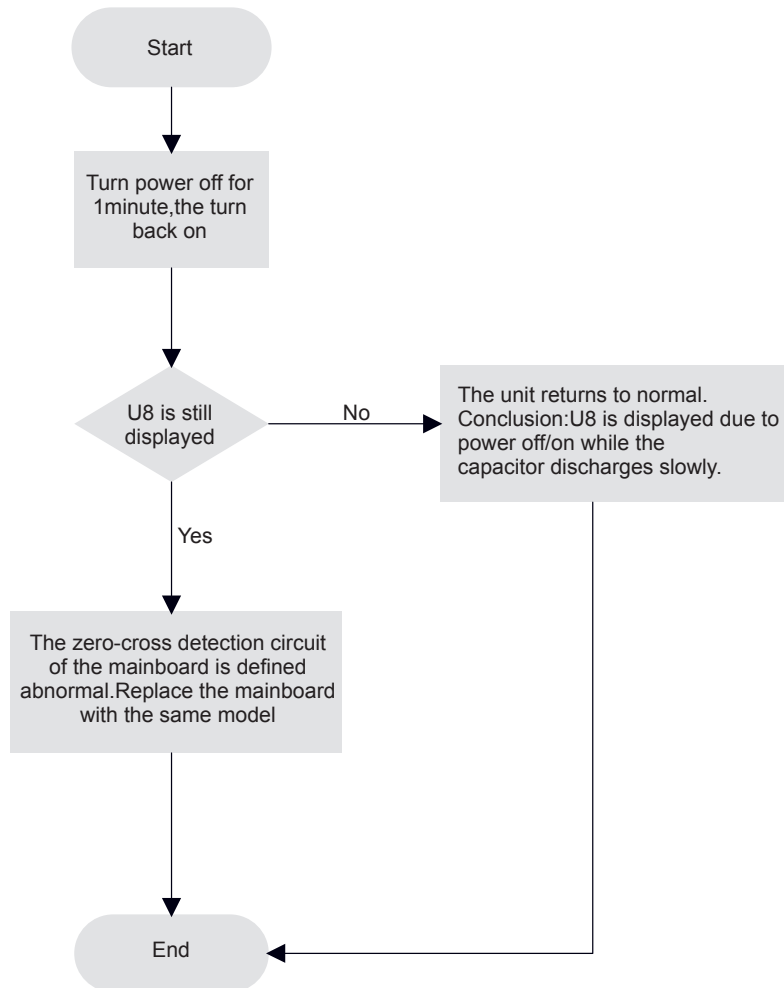 Start
Turn power off for
1minute,the turn
back on
U8 is still
displayed
No
The unit returns to normal.
Conclusion:U8 is displayed due to
power off/on while the
capacitor discharges slowly.
Yes
The zero-cross detection circuit
of the mainboard is defined
abnormal.Replace the mainboard
with the same model
End